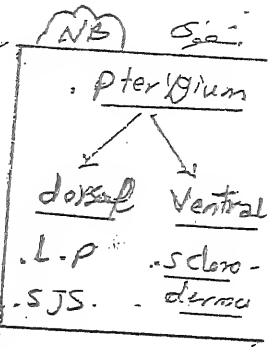 NB
. Pterygium
dorsal Ventral
. L.P . sclero-
. SJS. . derma